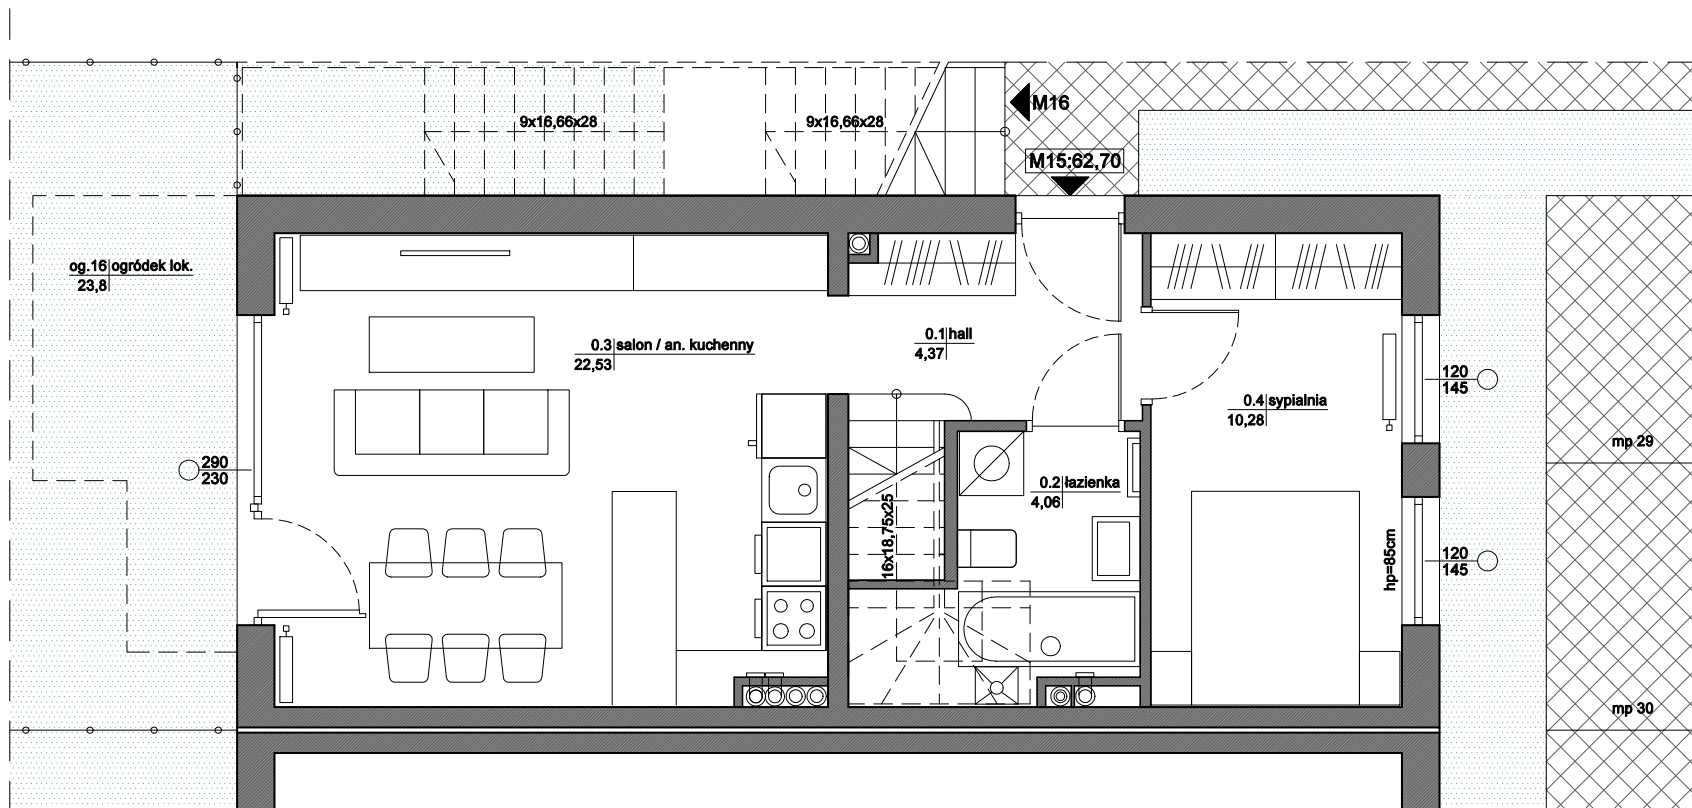 M16
9x16,66x28
9x16,66x28
M15:62,70
og.16 ogródek lok.
23,8
0.1 hall
4,37
0.3 salon / an. kuchenny
22,53
120
145
0.4 sypialnia
10,28
mp 29
290
230
0.2 łazienka
4,06
16x18,75x25
120
145
hp=85cm
mp 30